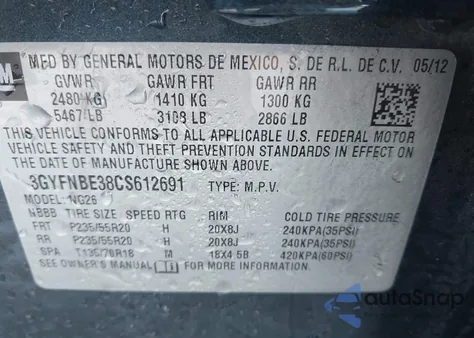 GM
MFD BY GENERAL MOTORS DE MEXICO, S. DE R.L. DE C.V. 05/12
GVWR GAWR FRT GAWR RR
2480 KG 1410 KG 1300 KG
5467 LB 3108 LB 2866 LB
THIS VEHICLE CONFORMS TO ALL APPLICABLE U.S. FEDERAL MOTOR
VEHICLE SAFETY AND THEFT PREVENTION STANDARDS IN EFFECT ON THE
DATE OF MANUFACTURE SHOWN ABOVE.
3GYFNBE38CS612691 TYPE: M.P.V.
MODEL: NG26
NBBB TIRE SIZE SPEED RTG RIM COLD TIRE PRESSURE
FRT P235/55R20 H 20X8J 240KPA(35PSI)
RR P235/55R20 H 20X8J 240KPA(35PSI)
SPA T135/70R18 M 18X4.5B 420KPA(60PSI)
SEE OWNER'S MANUAL FOR MORE INFORMATION.
AutoSnap